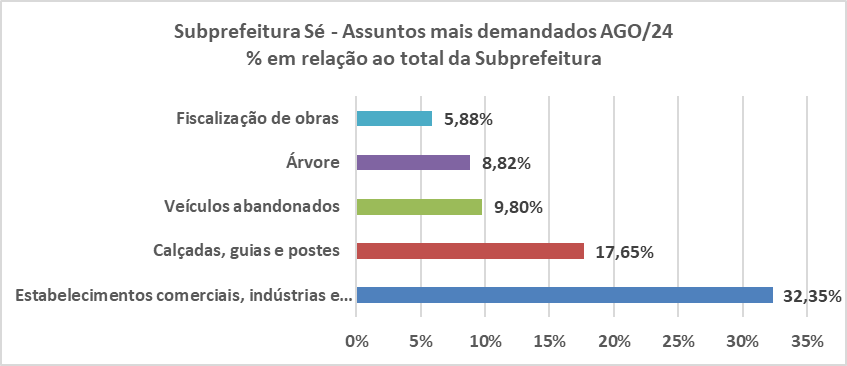 Subprefeitura Sé - Assuntos mais demandados AGO/24
% em relação ao total da Subprefeitura
Fiscalização de obras
5,88%
Árvore
8,82%
Veículos abandonados
9,80%
Calçadas, guias e postes
17,65%
Estabelecimentos comerciais, indústrias e...
32,35%
0% 5% 10% 15% 20% 25% 30% 35%